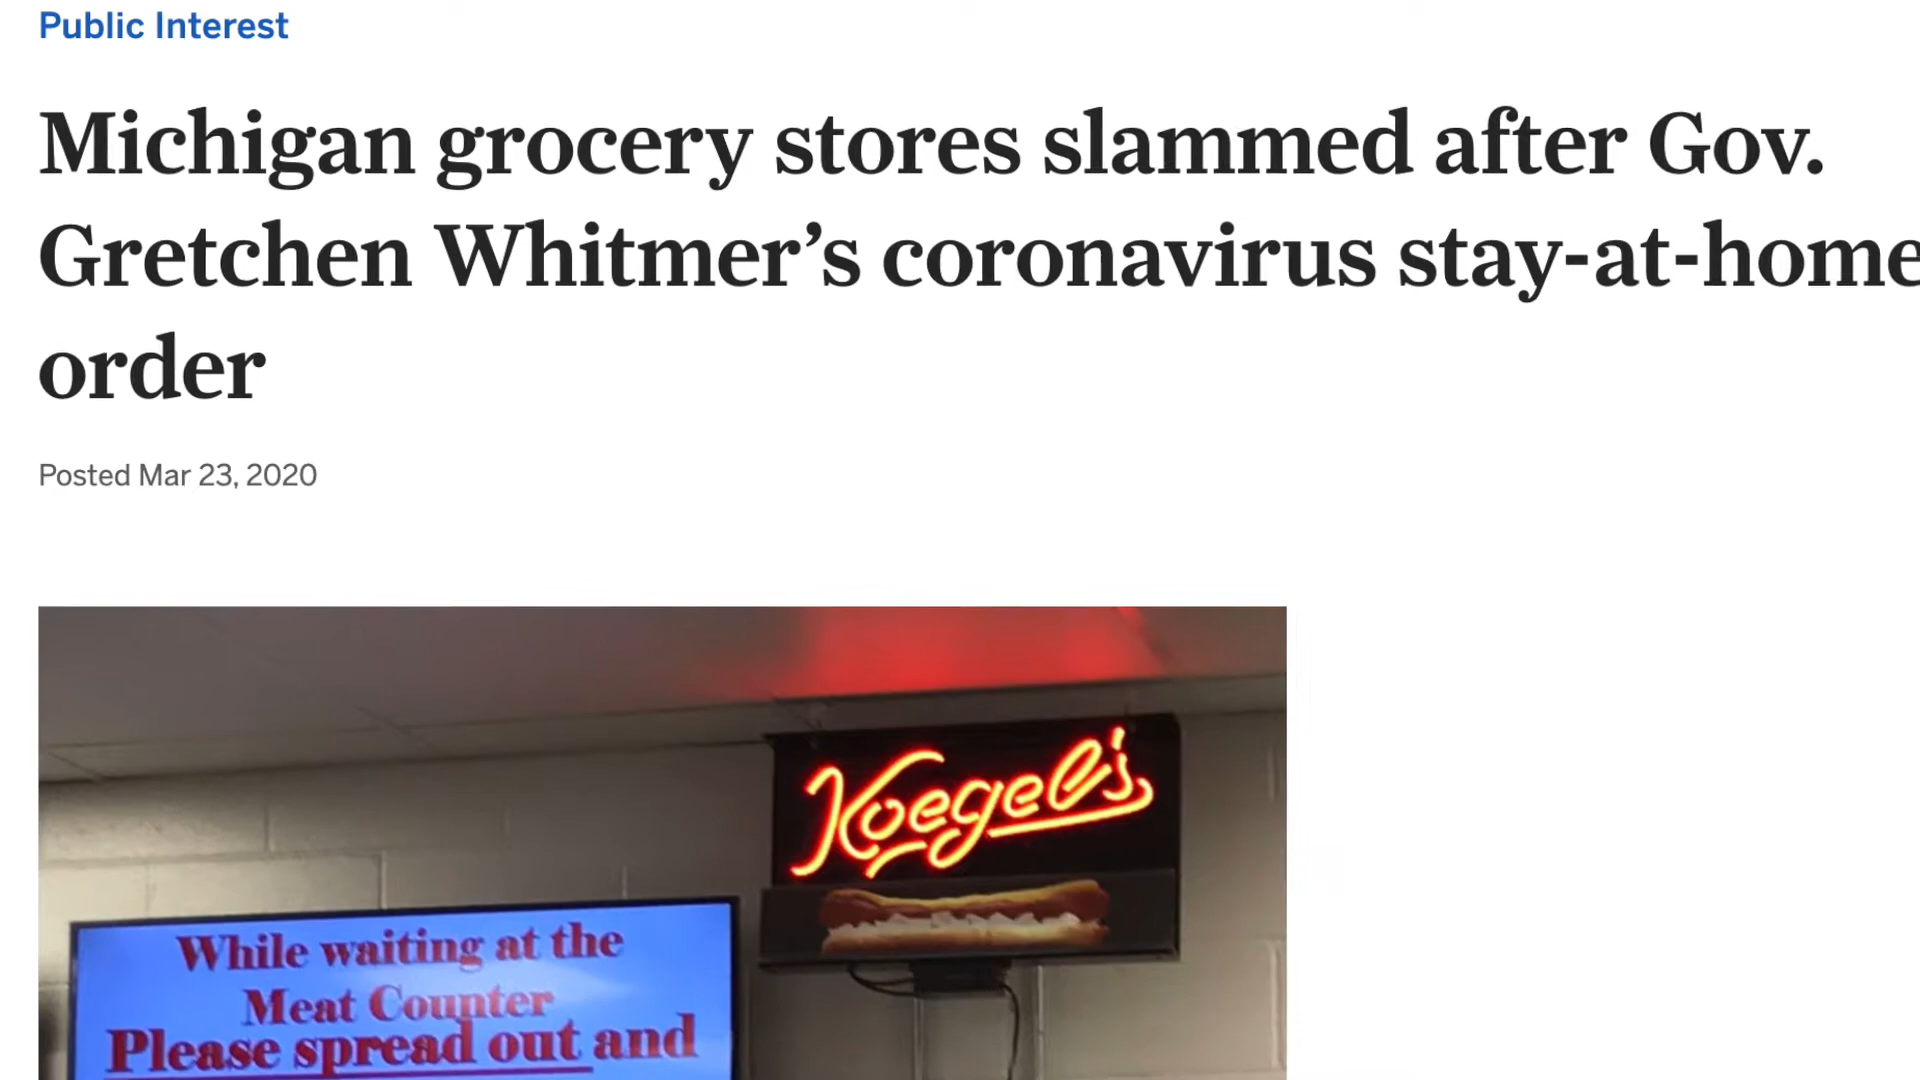 Public Interest
Michigan grocery stores slammed after Gov.
Gretchen Whitmer’s coronavirus stay-at-home
order
Posted Mar 23, 2020
Koegel's
While waiting at the
Meat Counter
Please spread out and